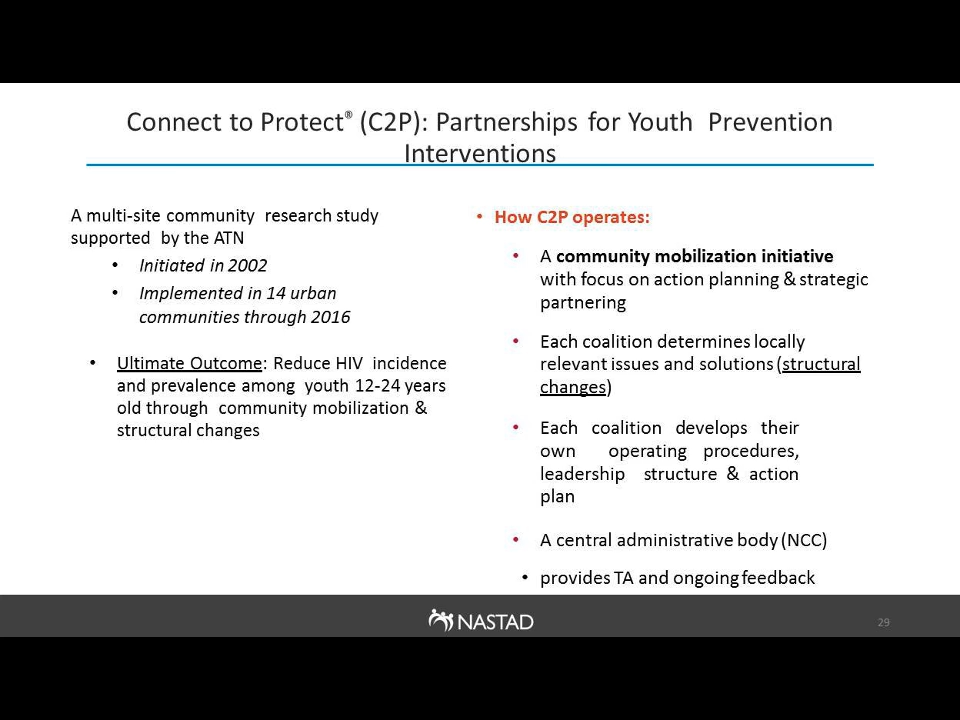 Connect to Protect® (C2P): Partnerships for Youth Prevention
Interventions
A multi-site community research study
supported by the ATN
• Initiated in 2002
• Implemented in 14 urban
communities through 2016
• Ultimate Outcome: Reduce HIV incidence
and prevalence among youth 12-24 years
old through community mobilization &
structural changes
• How C2P operates:
• A community mobilization initiative
with focus on action planning & strategic
partnering
• Each coalition determines locally
relevant issues and solutions (structural
changes)
• Each coalition develops their
own operating procedures,
leadership structure & action
plan
• A central administrative body (NCC)
• provides TA and ongoing feedback
NASTAD
29